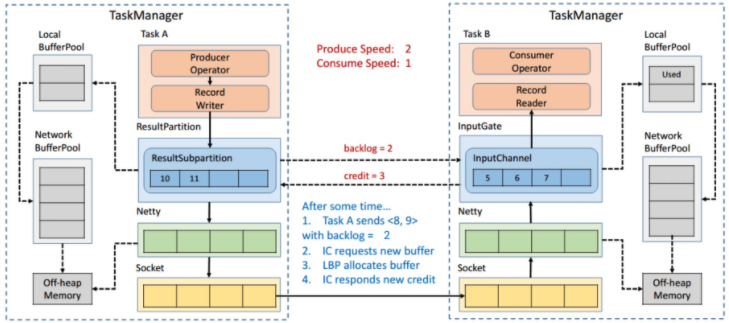 TaskManager
Task A
Local
BufferPool
Producer
Operator
Record
Writer
ResultPartition
Network
BufferPool
ResultSubpartition
10 11
Netty
Socket
Off-heap
Memory
Produce Speed: 2
Consume Speed: 1
backlog = 2
credit = 3
After some time...
1. Task A sends <8, 9>
with backlog = 2
2. IC requests new buffer
3. LBP allocates buffer
4. IC responds new credit
TaskManager
Task B
Local
BufferPool
Consumer
Operator
Used
Record
Reader
InputGate
Network
BufferPool
InputChannel
5 6 7
Netty
Socket
Off-heap
Memory